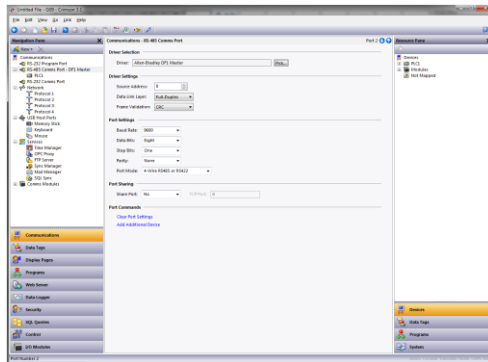 Untitled File - G3 - Crimson 3.1
File Edit View Go Link Help
Navigation Pane
Communications - RS-485 Comms Port
Port 2
Resource Pane
New
Communications
RS-232 Program Port
PLC1
RS-485 Comms Port - DF1 Master
PLC1
RS-232 Comms Port
Network
Protocol 1
Protocol 2
Protocol 3
Protocol 4
USB Host Ports
Memory Stick
Keyboard
Mouse
Services
Time Manager
OPC Proxy
FTP Server
Sync Manager
Mail Manager
SQL Sync
Comms Modules
Communications
Data Tags
Display Pages
Programs
Web Server
Data Logger
Security
SQL Queries
Control
I/O Modules
Driver Selection
Driver: Allen-Bradley DF1 Master
Pick...
Driver Settings
Source Address: 0
Data Link Layer: Full Duplex
Frame Validation: CRC
Port Settings
Baud Rate: 9600
Data Bits: Eight
Stop Bits: One
Parity: None
Port Mode: 4-Wire RS485 or RS422
Port Sharing
Share Port: No
Port Commands
Clear Port Settings
Add Additional Device
Devices
PLC1
Modules
Not Mapped
Devices
Data Tags
Programs
System
Port Number 2